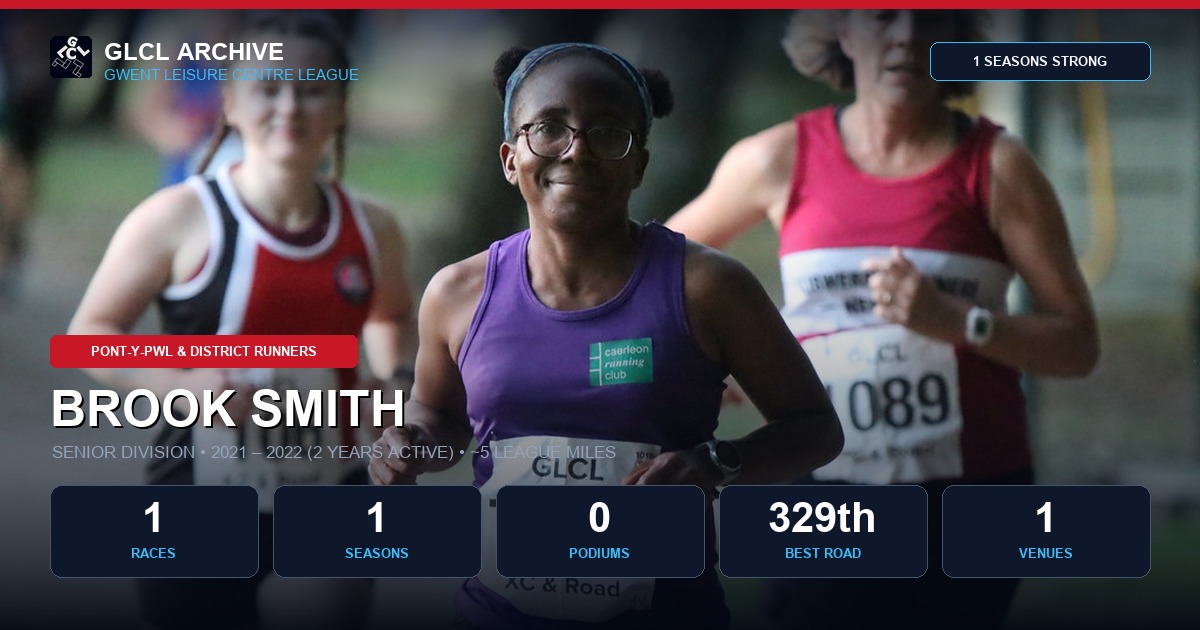 GLCL ARCHIVE
GWENT LEISURE CENTRE LEAGUE
1 SEASONS STRONG
caerleon
running
club
GLCL
1089
PONT-Y-PWL & DISTRICT RUNNERS
BROOK SMITH
SENIOR DIVISION • 2021 – 2022 (2 YEARS ACTIVE) • ~5 LEAGUE MILES
GLCL
1
RACES
1
SEASONS
0
PODIUMS
329th
BEST ROAD
1
VENUES
XC & Road